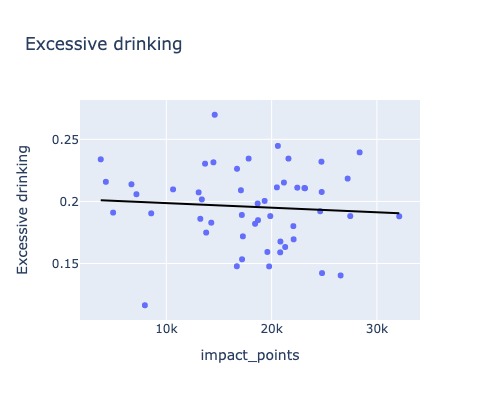 Excessive drinking
Excessive drinking
0.25
0.2
0.15
10k
20k
30k
impact_points